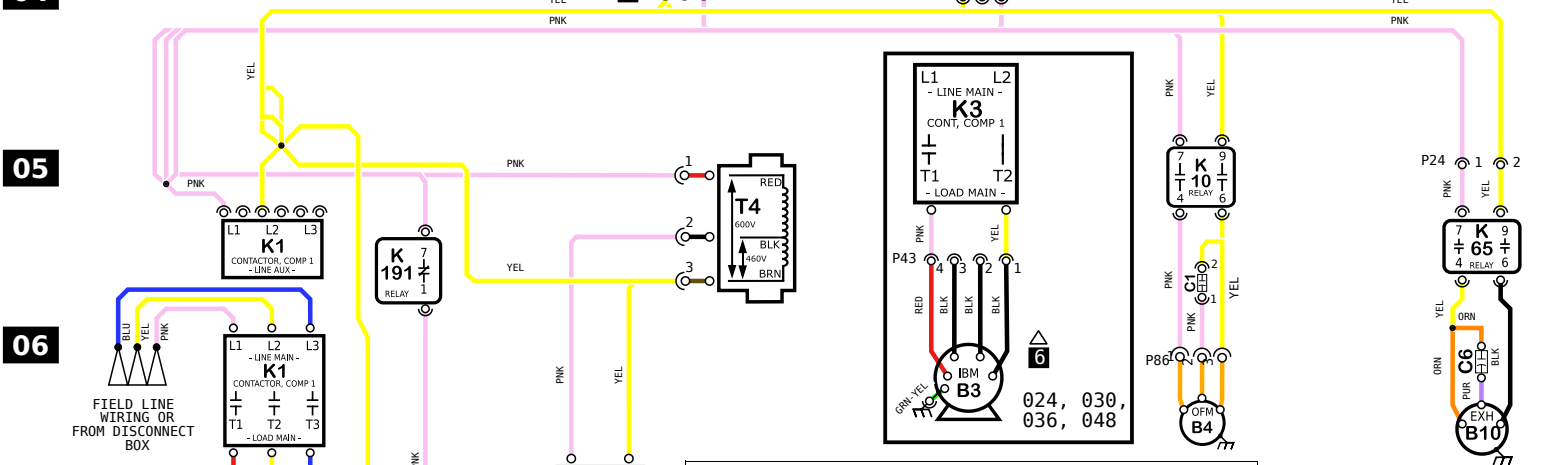 YEL
YEL
PNK
PNK
YEL
PNK
YEL
L1
L2
- LINE MAIN -
K3
CONT, COMP 1
T1
T2
- LOAD MAIN -
05
PNK
PNK
1
RED
T4
600V
2
BLK
460V
3
BRN
YEL
7
9
K
10
RELAY
4
6
P24
1
2
PNK
YEL
L1
L2
L3
K1
CONTACTOR, COMP 1
- LINE AUX -
K
191
7
1
RELAY
PNK
YEL
P43
4
3
2
1
RED
BLK
BLK
BLK
PNK
C1
2
1
YEL
PNK
7
9
K
65
RELAY
4
6
06
BLU
YEL
PNK
L1
L2
L3
- LINE MAIN -
K1
CONTACTOR, COMP 1
T1
T2
T3
- LOAD MAIN -
FIELD LINE
WIRING OR
FROM DISCONNECT
BOX
PNK
YEL
6
IBM
B3
GRN-YEL
024, 030,
036, 048
P86
1
2
3
OFM
B4
YEL
ORN
ORN
C6
BLK
PUR
EXH
B10